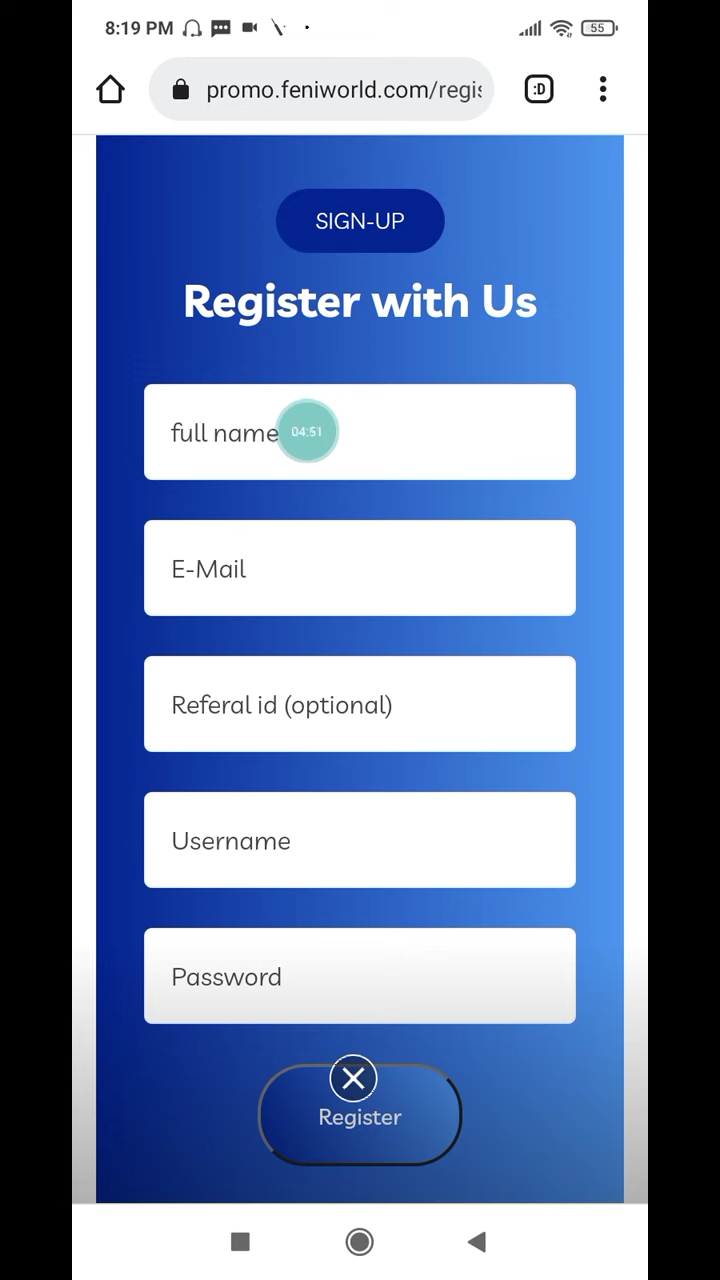 8:19 PM
55
promo.feniworld.com/regis
:D
SIGN-UP
Register with Us
full name
04:51
E-Mail
Referal id (optional)
Username
Password
Register